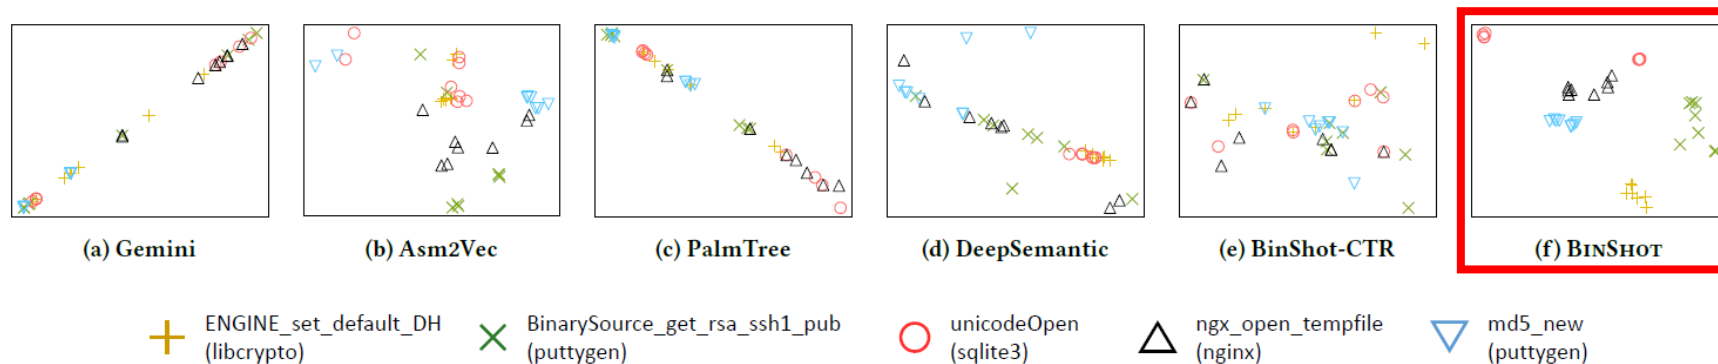 (a) Gemini
(b) Asm2Vec
(c) PalmTree
(d) DeepSemantic
(e) BinShot-CTR
(f) BINSHOT
ENGINE_set_default_DH
(libcrypto)
BinarySource_get_rsa_ssh1_pub
(puttygen)
unicodeOpen
(sqlite3)
ngx_open_tempfile
(nginx)
md5_new
(puttygen)